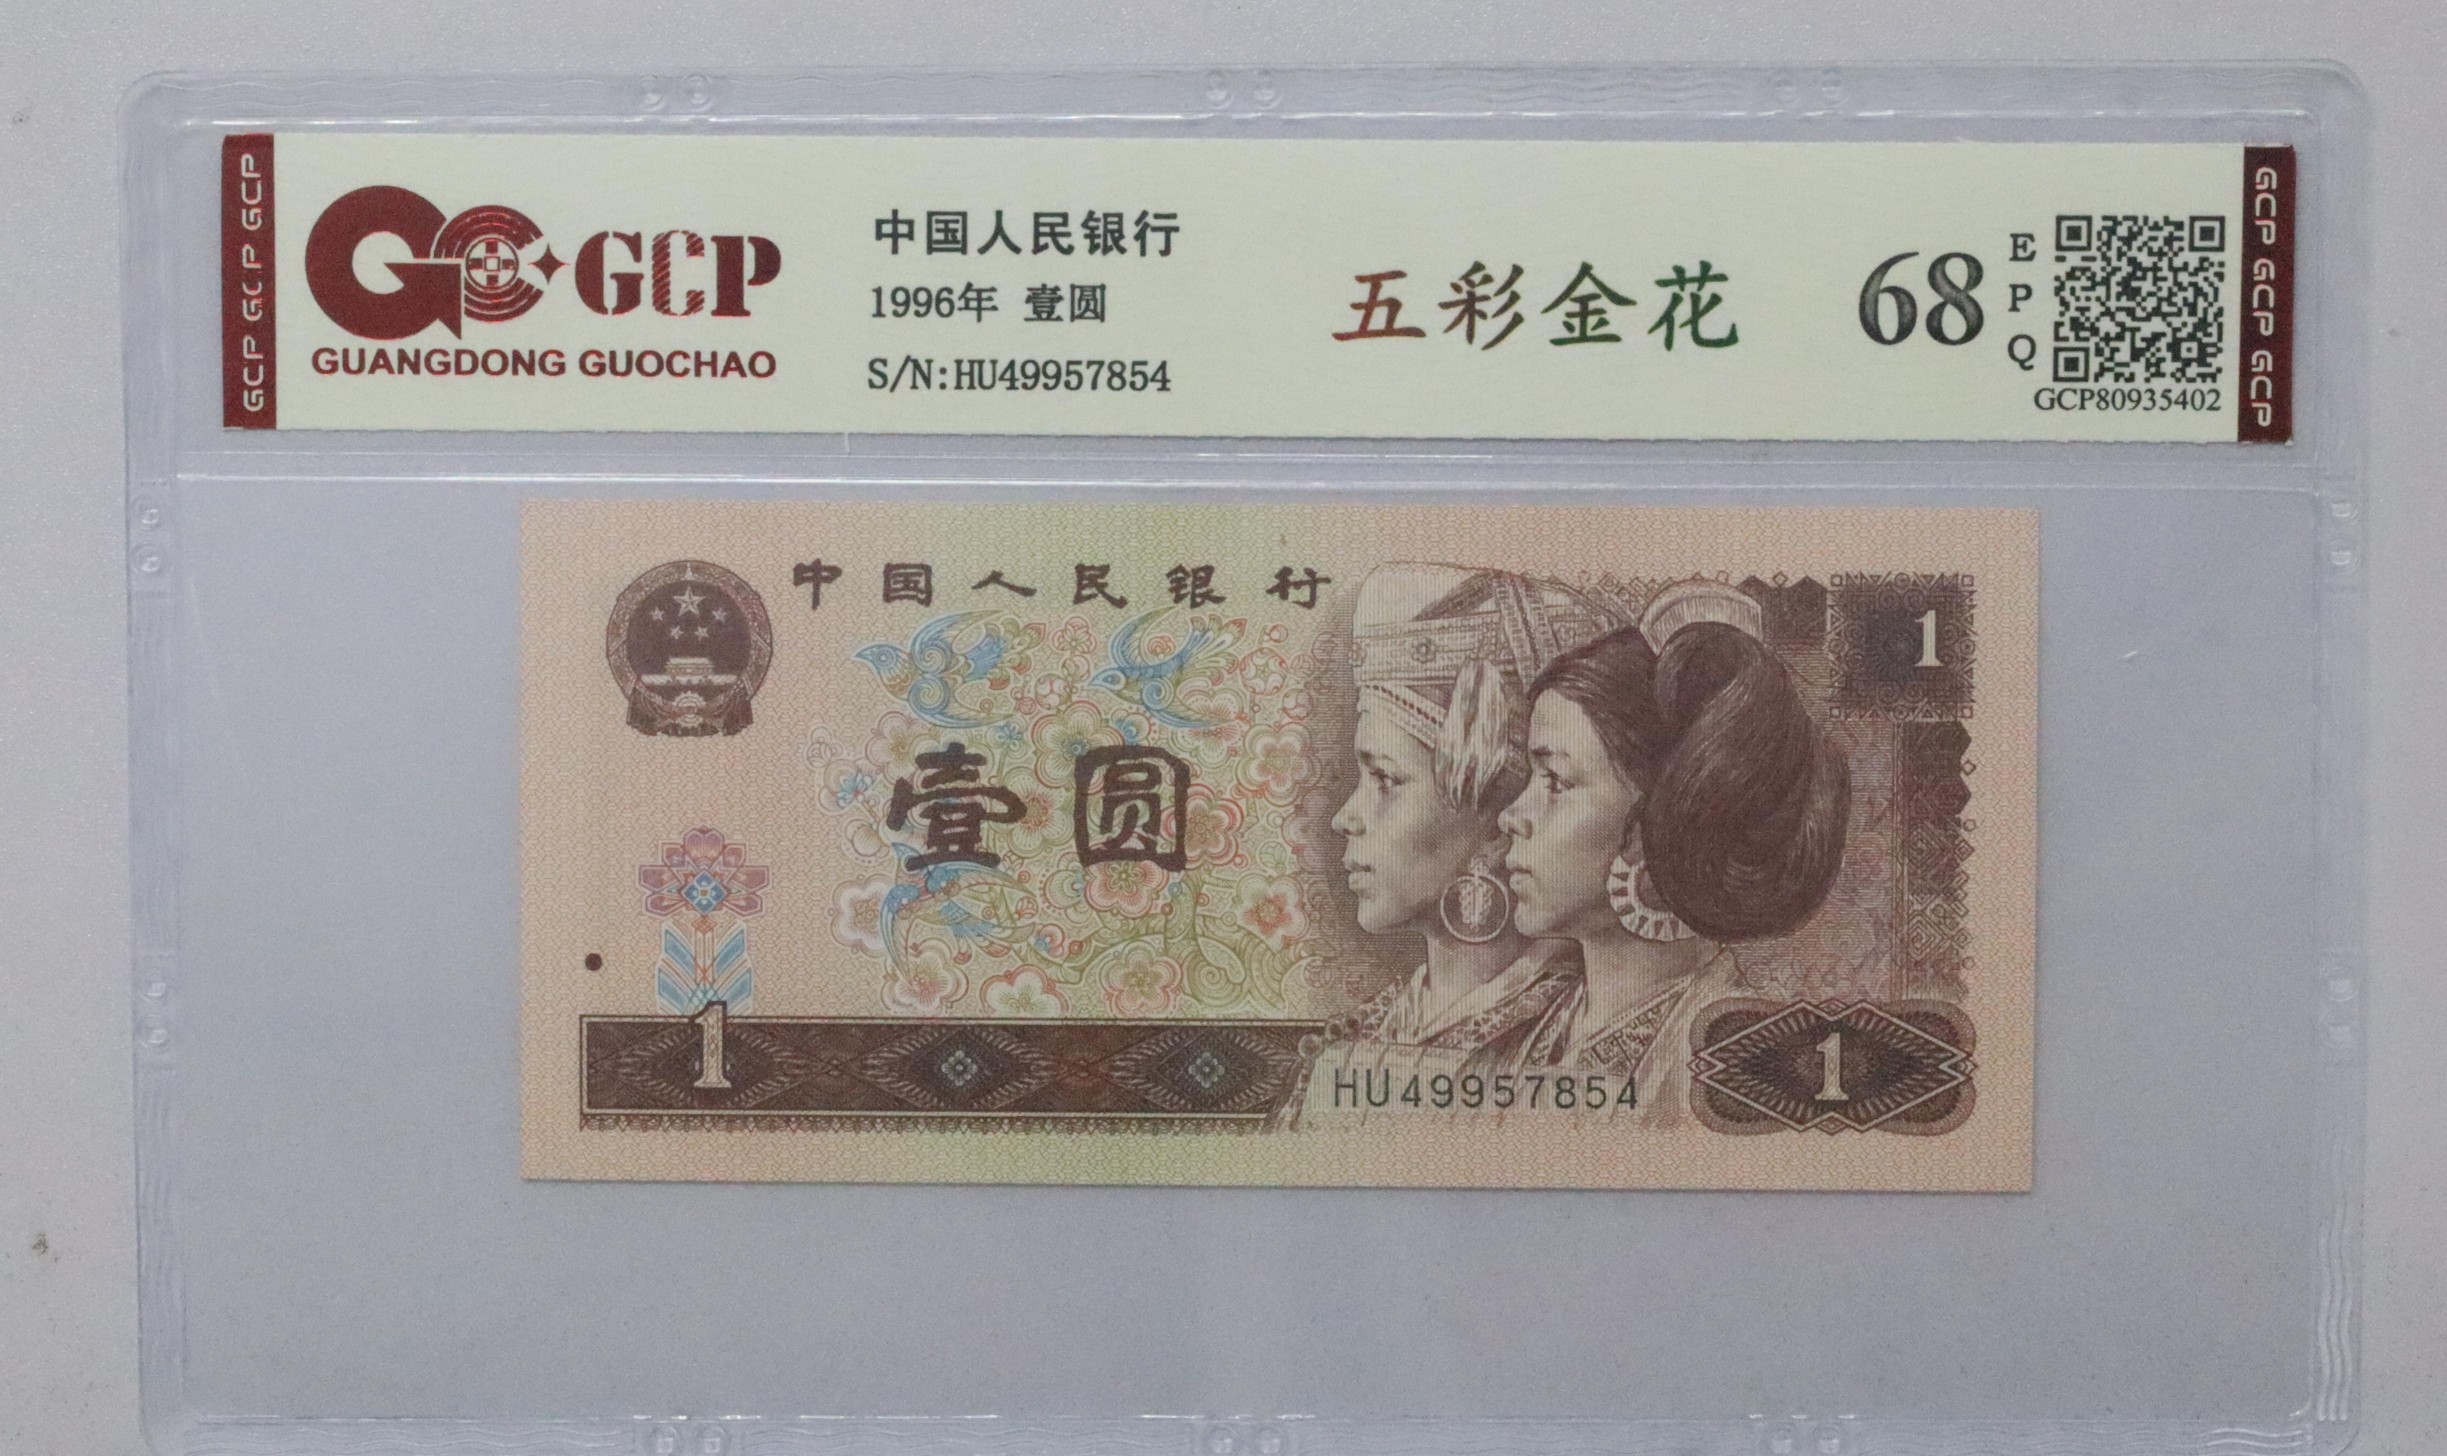 GCP GCP GCP
GCP
GUANGDONG GUOCHAO
中国人民银行
1996年 壹圆
S/N:HU49957854
五彩金花
68
E
P
Q
GCP80935402
GCP GCP GCP
中国人民银行
1
壹圆
1
HU49957854
1